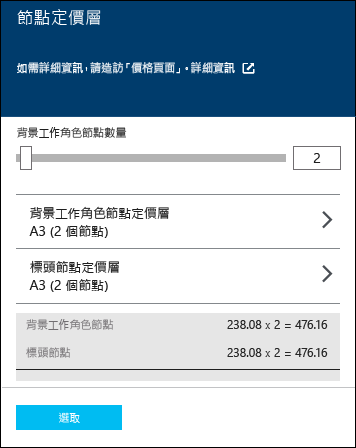 節點定價層
如需詳細資訊，請造訪「價格頁面」。詳細資訊
背景工作角色節點數量
2
背景工作角色節點定價層
A3 (2 個節點)
標頭節點定價層
A3 (2 個節點)
背景工作角色節點 238.08 x 2 = 476.16
標頭節點 238.08 x 2 = 476.16
選取